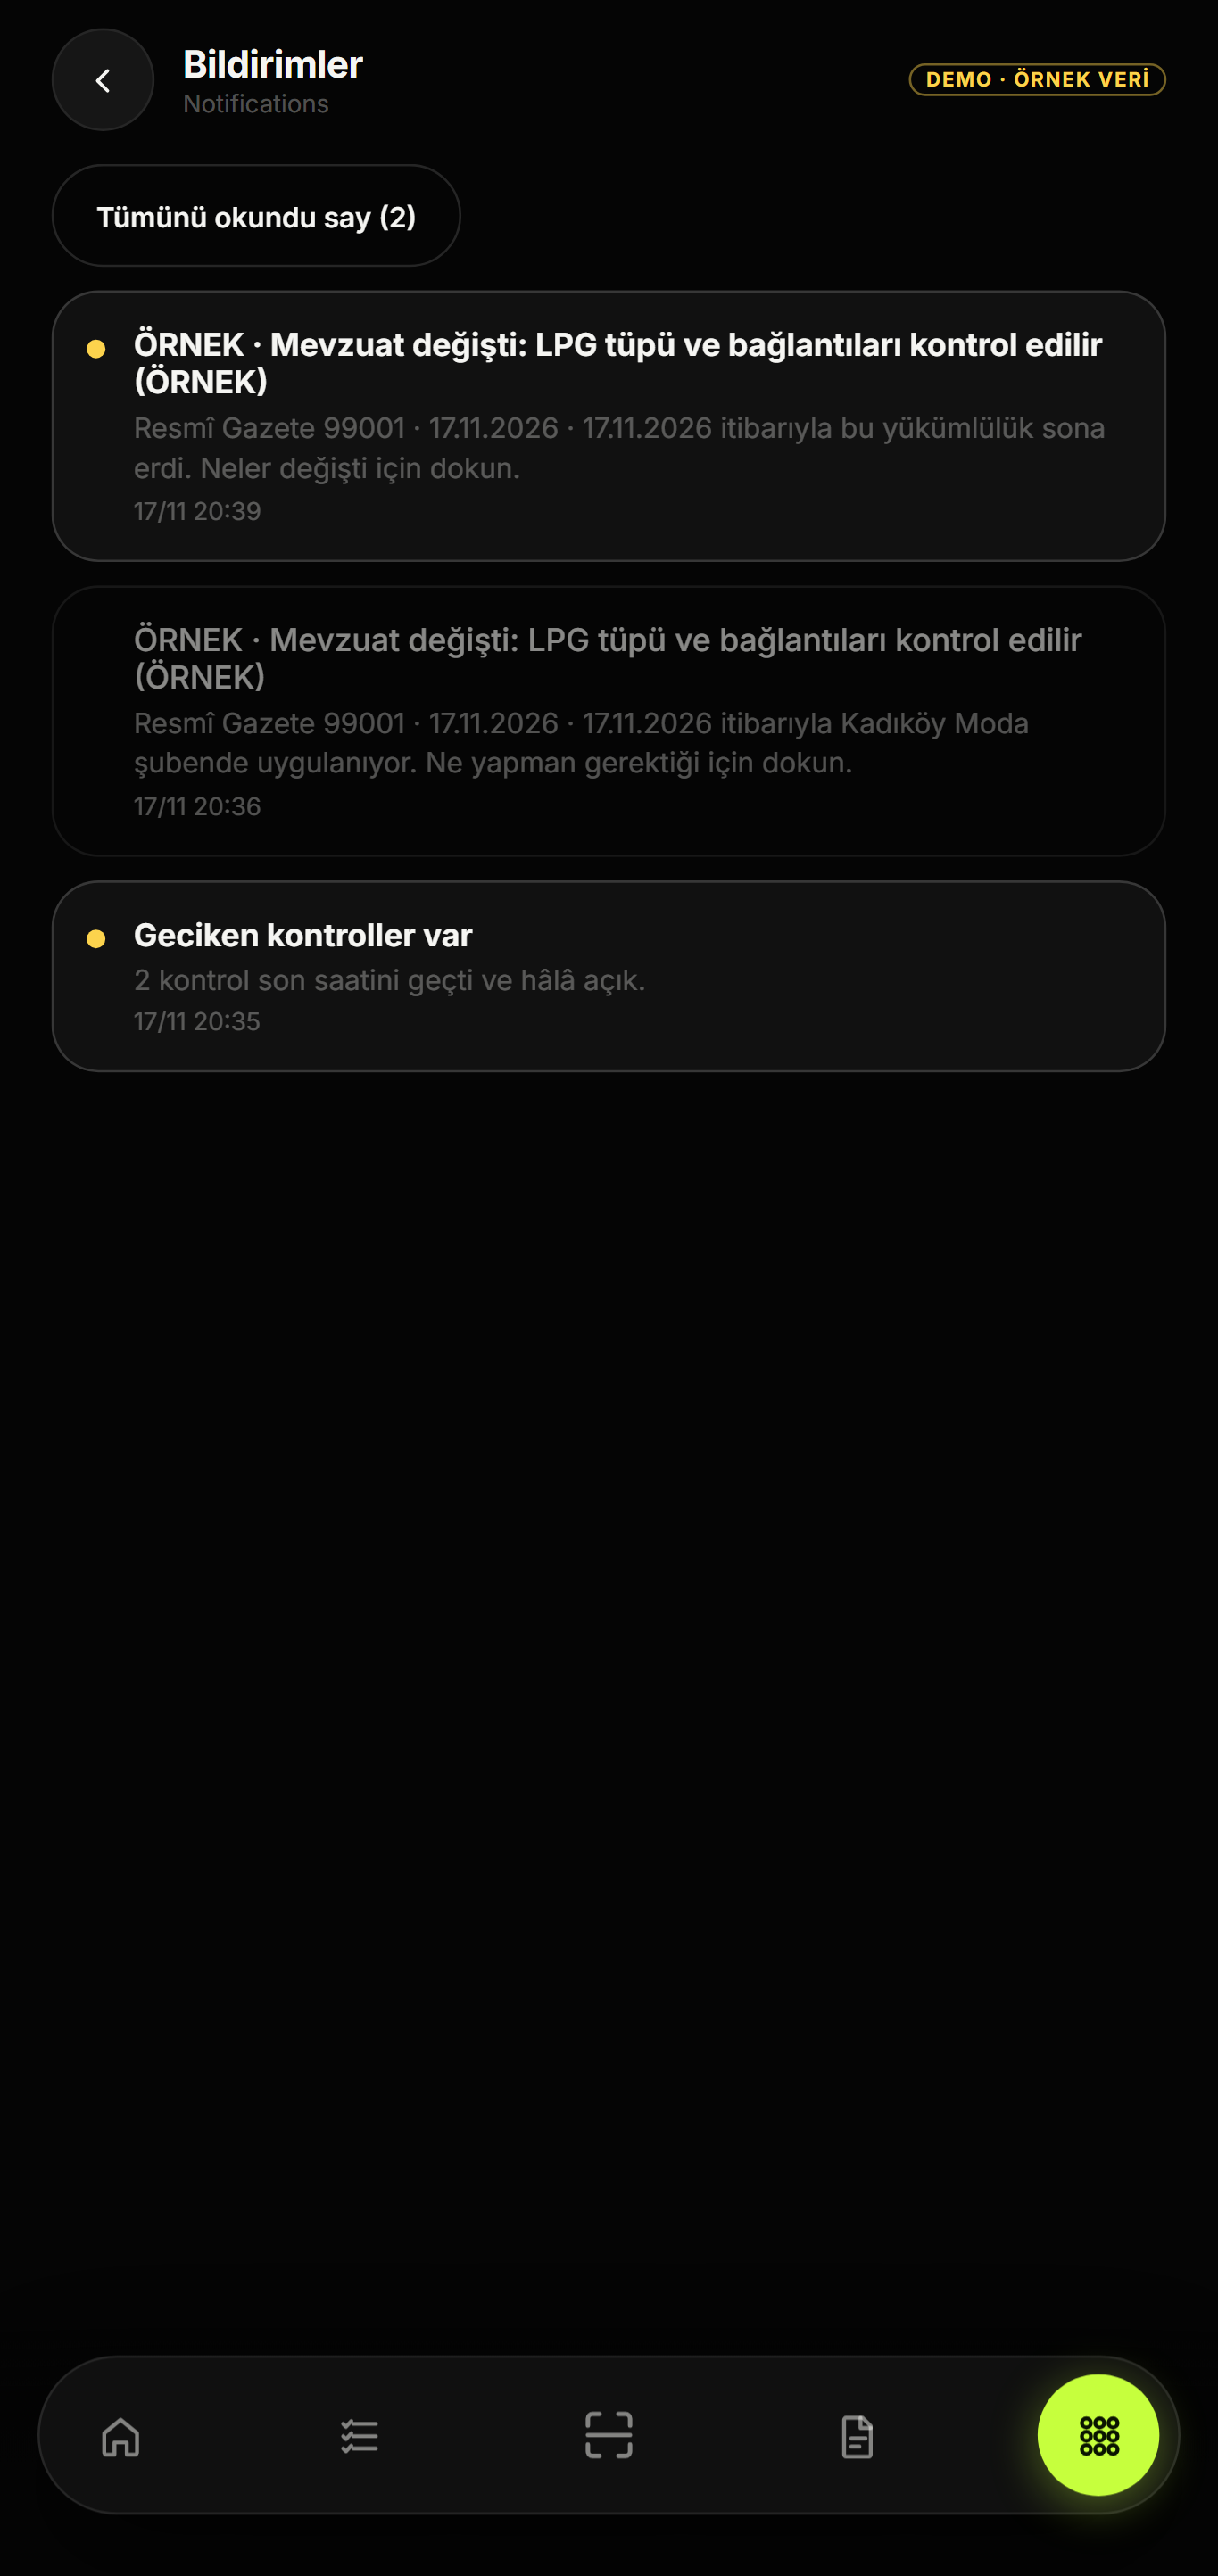 Bildirimler
Notifications
DEMO · ÖRNEK VERİ
Tümünü okundu say (2)
ÖRNEK · Mevzuat değişti: LPG tüpü ve bağlantıları kontrol edilir
(ÖRNEK)
Resmî Gazete 99001 · 17.11.2026 · 17.11.2026 itibarıyla bu yükümlülük sona
erdi. Neler değişti için dokun.
17/11 20:39
ÖRNEK · Mevzuat değişti: LPG tüpü ve bağlantıları kontrol edilir
(ÖRNEK)
Resmî Gazete 99001 · 17.11.2026 · 17.11.2026 itibarıyla Kadıköy Moda
şubende uygulanıyor. Ne yapman gerektiği için dokun.
17/11 20:36
Geciken kontroller var
2 kontrol son saatini geçti ve hâlâ açık.
17/11 20:35